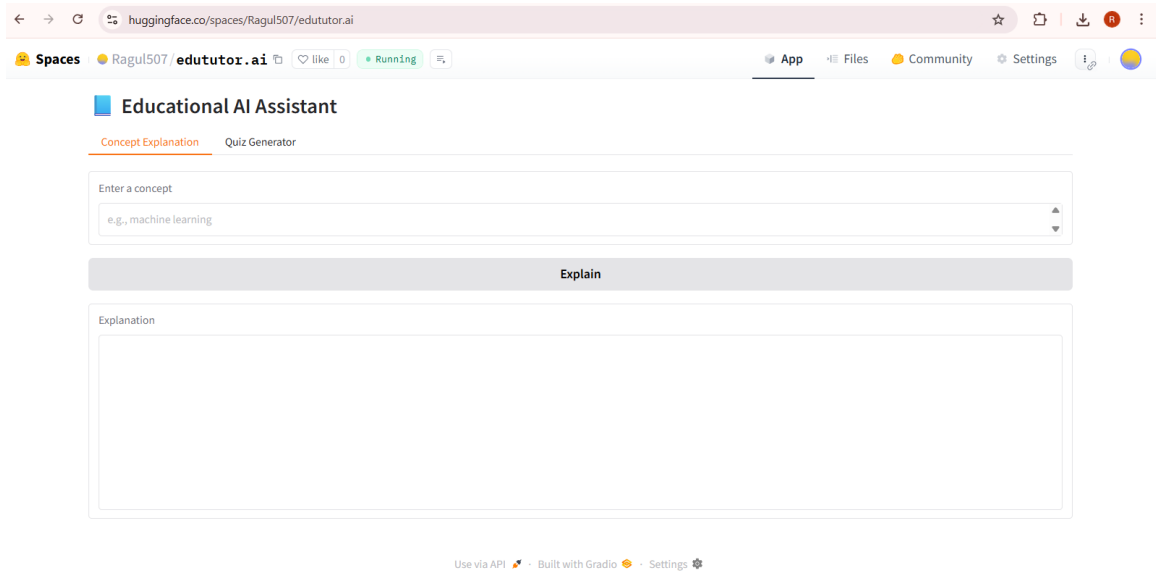 huggingface.co/spaces/Ragul507/edututor.ai
R
Spaces Ragul507/edututor.ai like 0 Running App Files Community Settings
Educational AI Assistant
Concept Explanation Quiz Generator
Enter a concept
e.g., machine learning
Explain
Explanation
Use via API · Built with Gradio · Settings